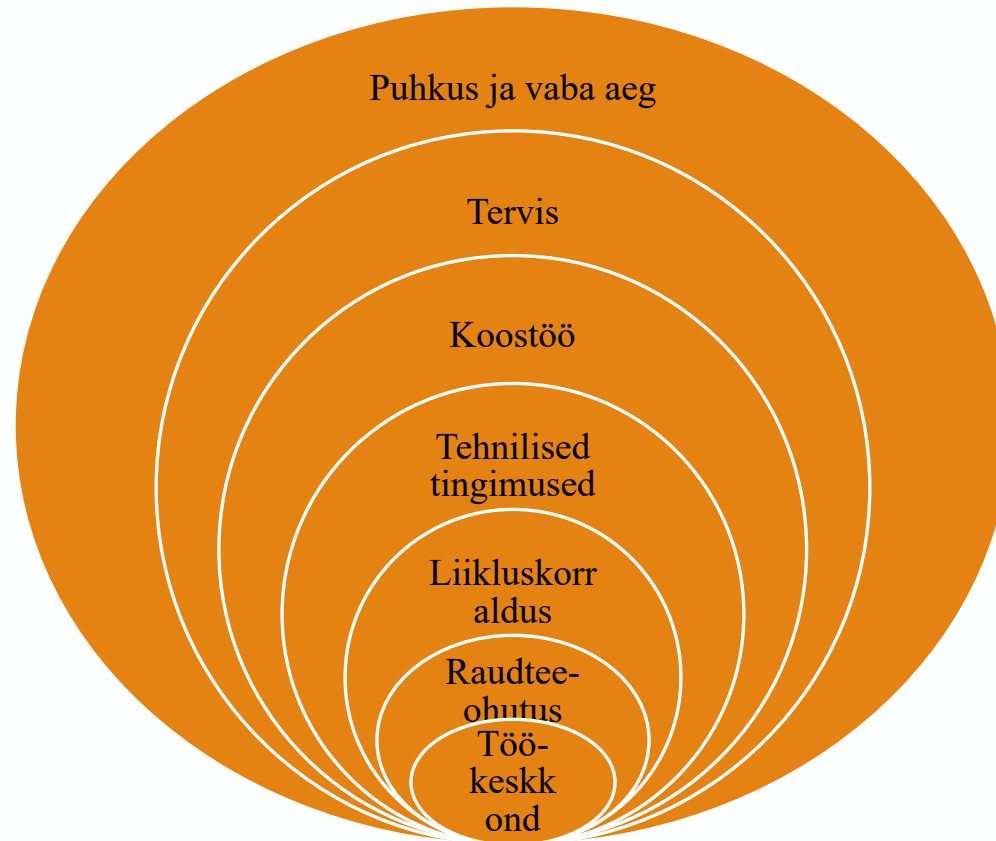 Puhkus ja vaba aeg
Tervis
Koostöö
Tehnilised
tingimused
Liikluskorr
aldus
Raudtee-
ohutus
Töö-
keskk
ond